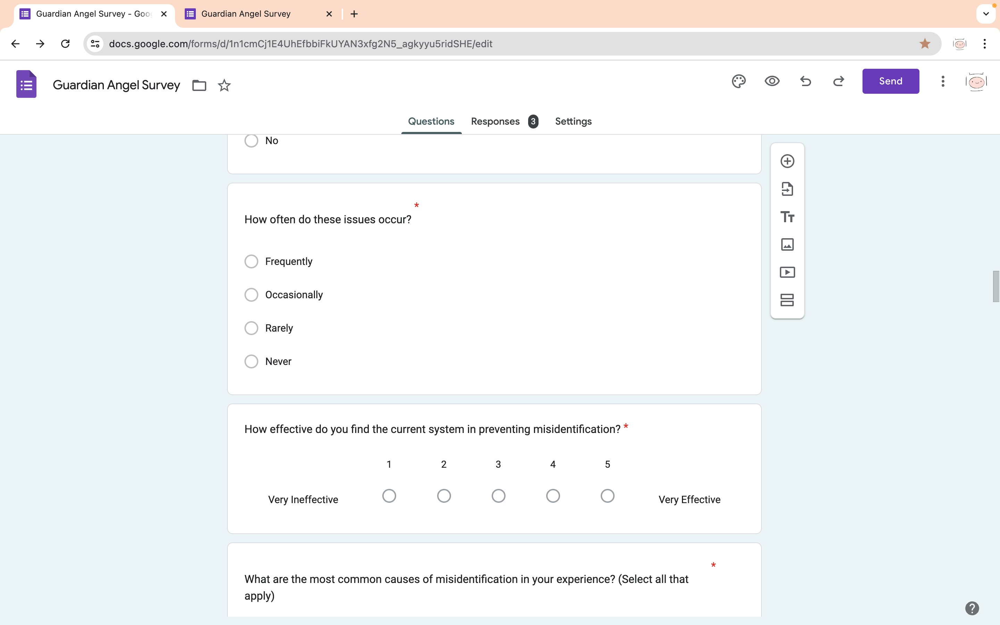 Guardian Angel Survey - Goo
Guardian Angel Survey
docs.google.com/forms/d/1n1cmCj1E4UhEfbbiFkUYAN3xfg2N5_agkyyu5ridSHE/edit
Guardian Angel Survey
Send
Questions
Responses 3
Settings
No
How often do these issues occur? *
Frequently
Occasionally
Rarely
Never
How effective do you find the current system in preventing misidentification? *
1 2 3 4 5
Very Ineffective
Very Effective
What are the most common causes of misidentification in your experience? (Select all that *
apply)